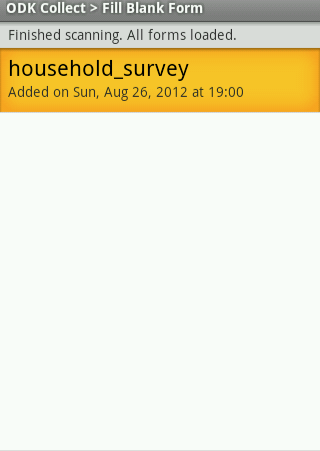 ODK Collect > Fill Blank Form
Finished scanning. All forms loaded.
household_survey
Added on Sun, Aug 26, 2012 at 19:00